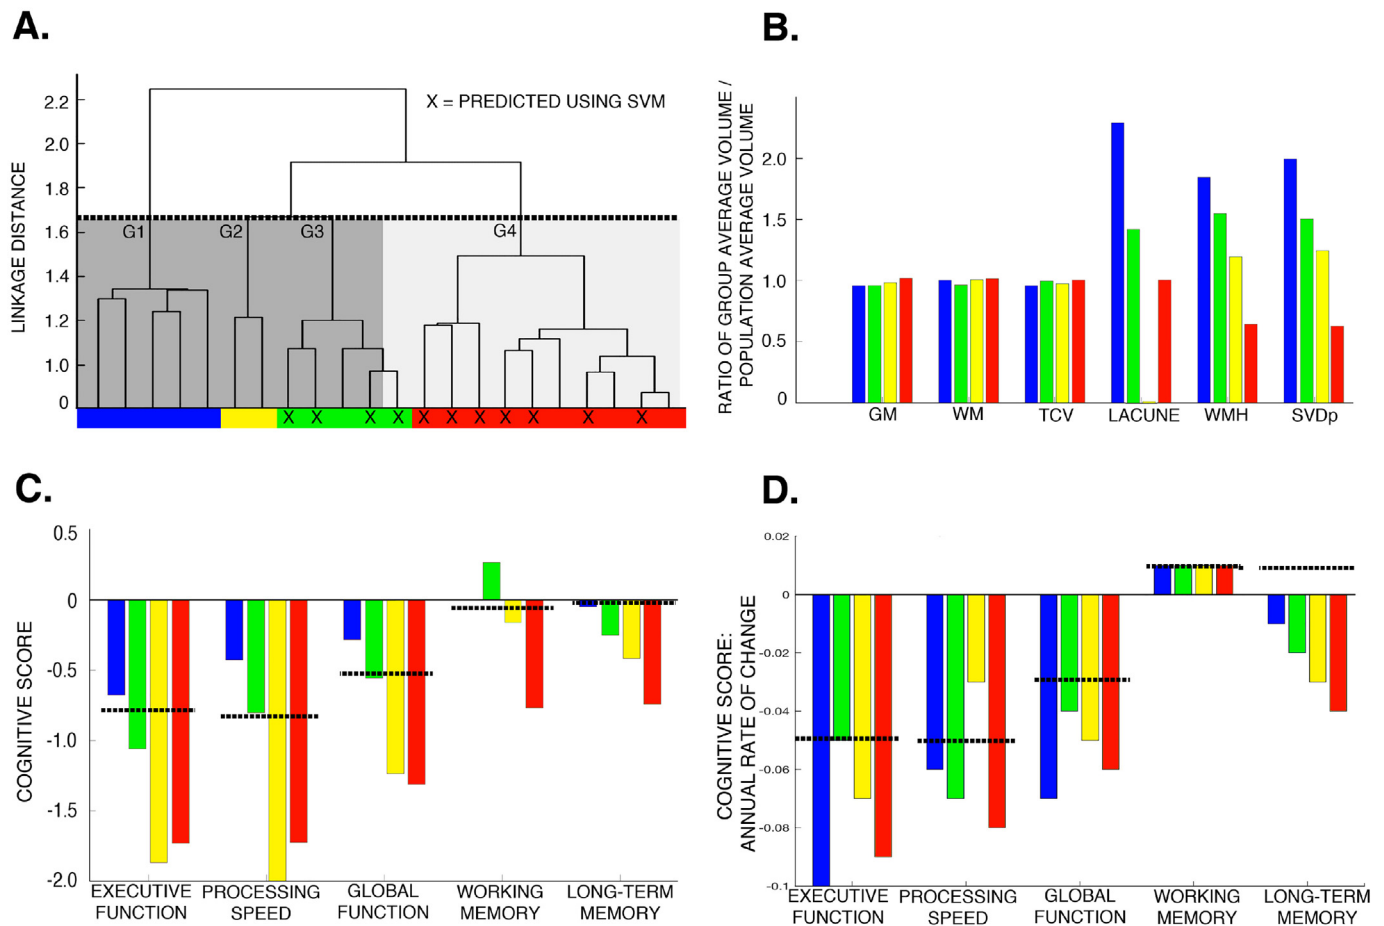 A.
X = PREDICTED USING SVM
LINKAGE DISTANCE
2.2
2.0
1.8
1.6
1.4
1.2
1.0
0
G1
G2
G3
G4
X X X X X X X X X X X
B.
RATIO OF GROUP AVERAGE VOLUME /
POPULATION AVERAGE VOLUME
2.0
1.5
1.0
0.5
0
GM
WM
TCV
LACUNE
WMH
SVDp
C.
COGNITIVE SCORE
0.5
0
-0.5
-1.0
-1.5
-2.0
EXECUTIVE
FUNCTION
PROCESSING
SPEED
GLOBAL
FUNCTION
WORKING
MEMORY
LONG-TERM
MEMORY
D.
COGNITIVE SCORE:
ANNUAL RATE OF CHANGE
0.02
0
-0.02
-0.04
-0.06
-0.08
-0.1
EXECUTIVE
FUNCTION
PROCESSING
SPEED
GLOBAL
FUNCTION
WORKING
MEMORY
LONG-TERM
MEMORY